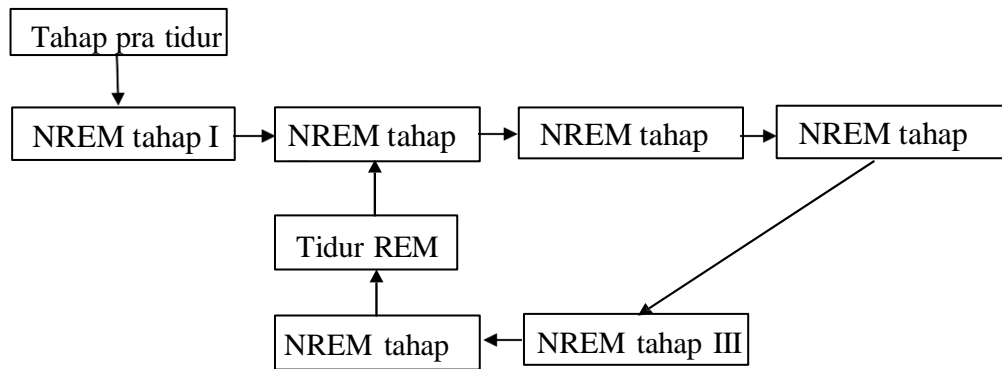 Tahap pra tidur
NREM tahap I
NREM tahap
NREM tahap
NREM tahap
Tidur REM
NREM tahap
NREM tahap III